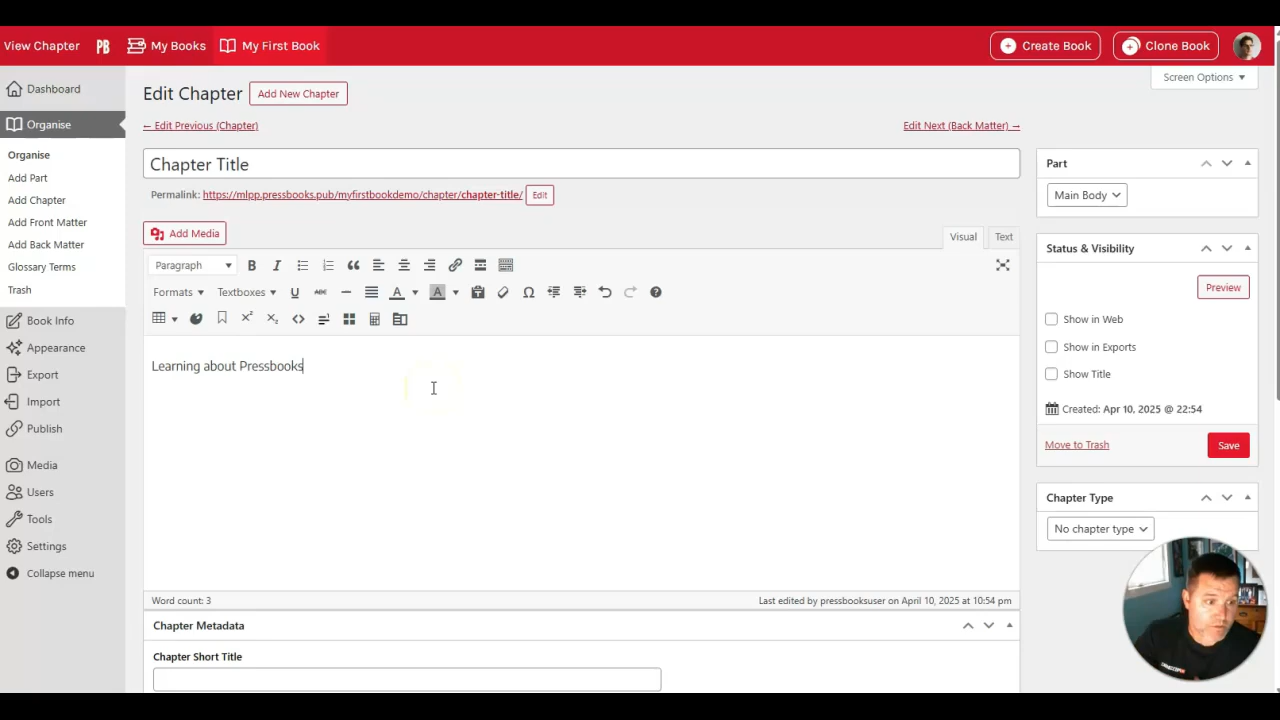 View Chapter PB My Books My First Book Create Book Clone Book
Screen Options
Dashboard
Organise
Organise
Add Part
Add Chapter
Add Front Matter
Add Back Matter
Glossary Terms
Trash
Book Info
Appearance
Export
Import
Publish
Media
Users
Tools
Settings
Collapse menu
Edit Chapter Add New Chapter
← Edit Previous (Chapter) Edit Next (Back Matter) →
Chapter Title
Permalink: https://mlpp.pressbooks.pub/myfirstbookdemo/chapter/chapter-title/ Edit
Add Media
Visual Text
Paragraph B I
Formats Textboxes U ABC A A Ω
X² X₂
Learning about Pressbooks
Word count: 3 Last edited by pressbooksuser on April 10, 2025 at 10:54 pm
Chapter Metadata
Chapter Short Title
Part
Main Body
Status & Visibility
Preview
Show in Web
Show in Exports
Show Title
Created: Apr 10, 2025 @ 22:54
Move to Trash Save
Chapter Type
No chapter type